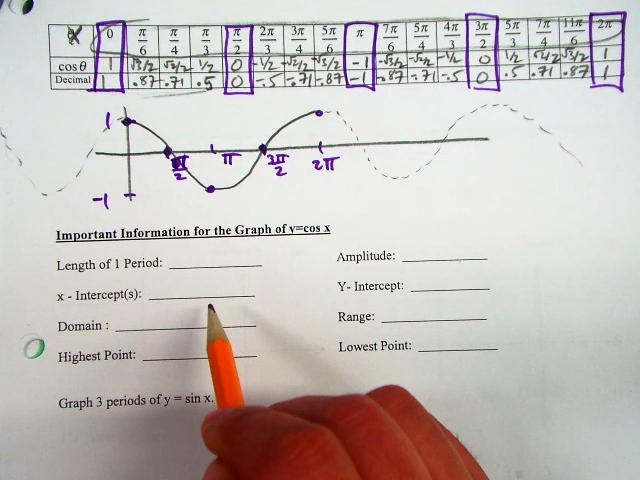 x 0 π/6 π/4 π/3 π/2 2π/3 3π/4 5π/6 π 7π/6 5π/4 4π/3 3π/2 5π/3 7π/4 11π/6 2π
cos θ 1 √3/2 √2/2 1/2 0 -1/2 -√2/2 -√3/2 -1 -√3/2 -√2/2 -1/2 0 1/2 √2/2 √3/2 1
Decimal 1 .87 .71 .5 0 -.5 -.71 -.87 -1 -.87 -.71 -.5 0 .5 .71 .87 1
1
π/2 π 3π/2 2π
-1
Important Information for the Graph of y=cos x
Length of 1 Period: Amplitude:
x - Intercept(s): Y- Intercept:
Domain : Range:
Highest Point: Lowest Point:
Graph 3 periods of y = sin x.